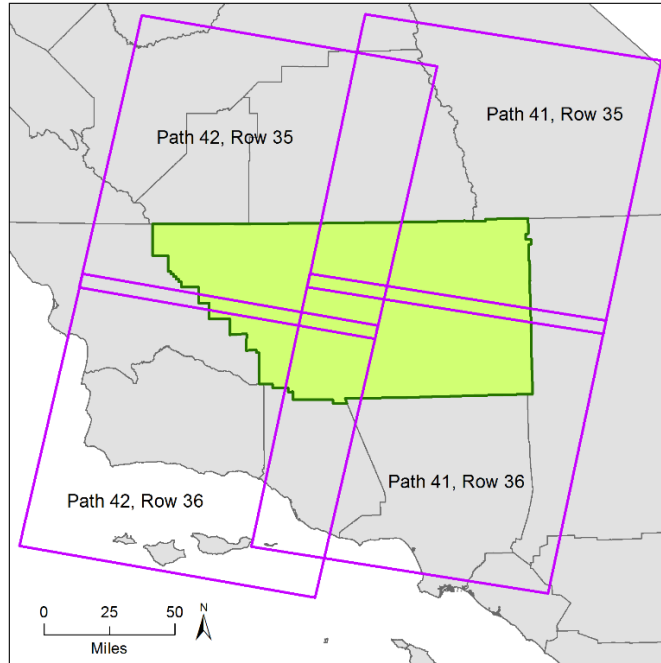 Path 41, Row 35
Path 42, Row 35
Path 41, Row 36
Path 42, Row 36
0 25 50
Miles
N